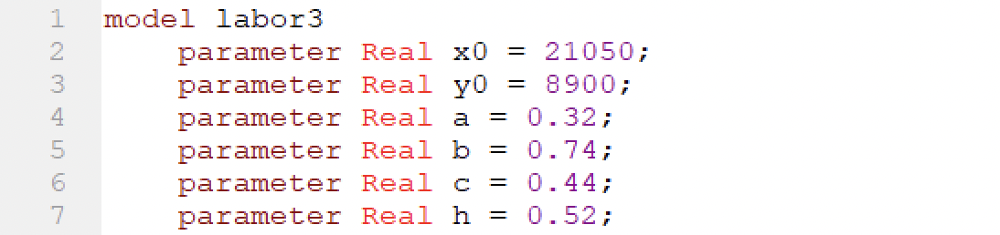 1 model labor3
2 parameter Real x0 = 21050;
3 parameter Real y0 = 8900;
4 parameter Real a = 0.32;
5 parameter Real b = 0.74;
6 parameter Real c = 0.44;
7 parameter Real h = 0.52;